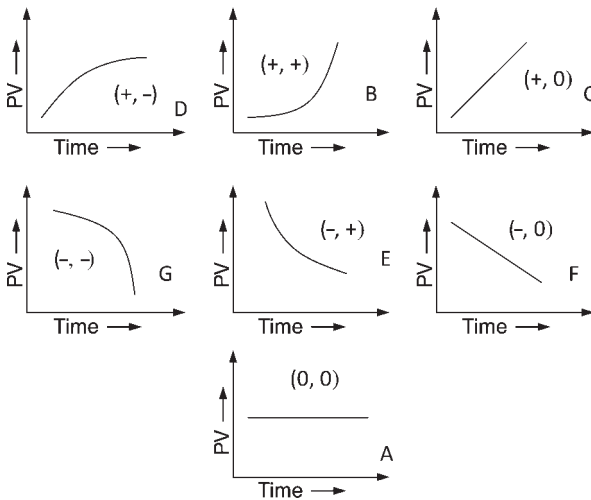 PV
(+, –)
D
Time
PV
(+, +)
B
Time
PV
(+, 0)
C
Time
PV
(–, –)
G
Time
PV
(–, +)
E
Time
PV
(–, 0)
F
Time
PV
(0, 0)
A
Time